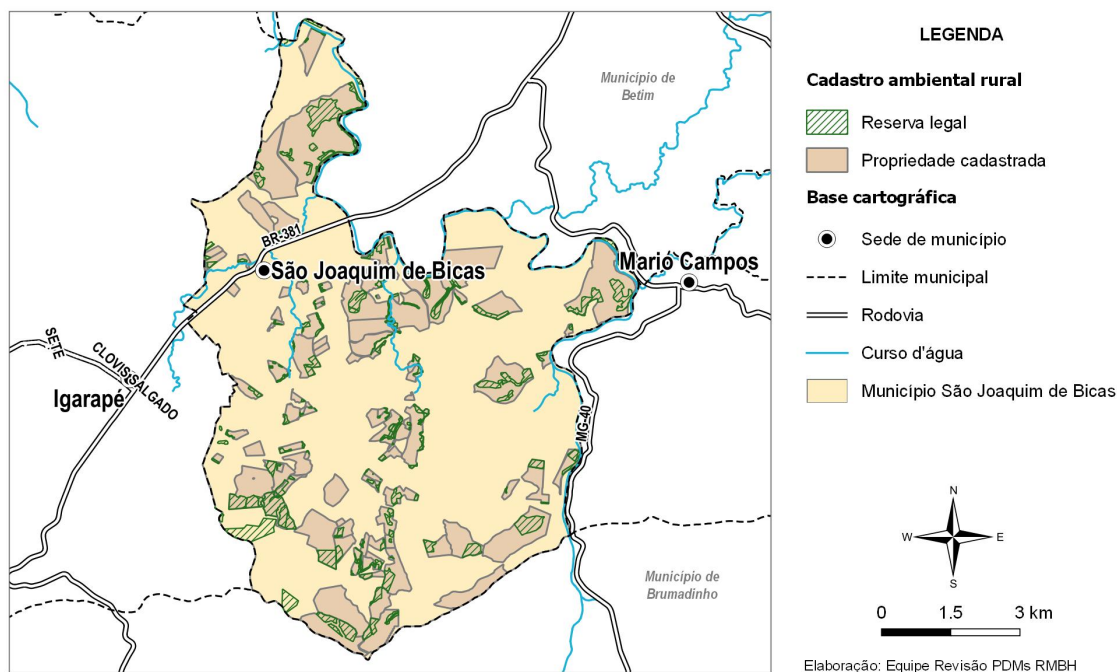 Município de
Betim
BR-381
São Joaquim de Bicas
Mario Campos
SETE
CLOVIS SALGADO
Igarapé
MG-40
Município de
Brumadinho
LEGENDA
Cadastro ambiental rural
Reserva legal
Propriedade cadastrada
Base cartográfica
Sede de município
Limite municipal
Rodovia
Curso d'água
Município São Joaquim de Bicas
N
W
E
S
0 1.5 3 km
Elaboração: Equipe Revisão PDMs RMBH